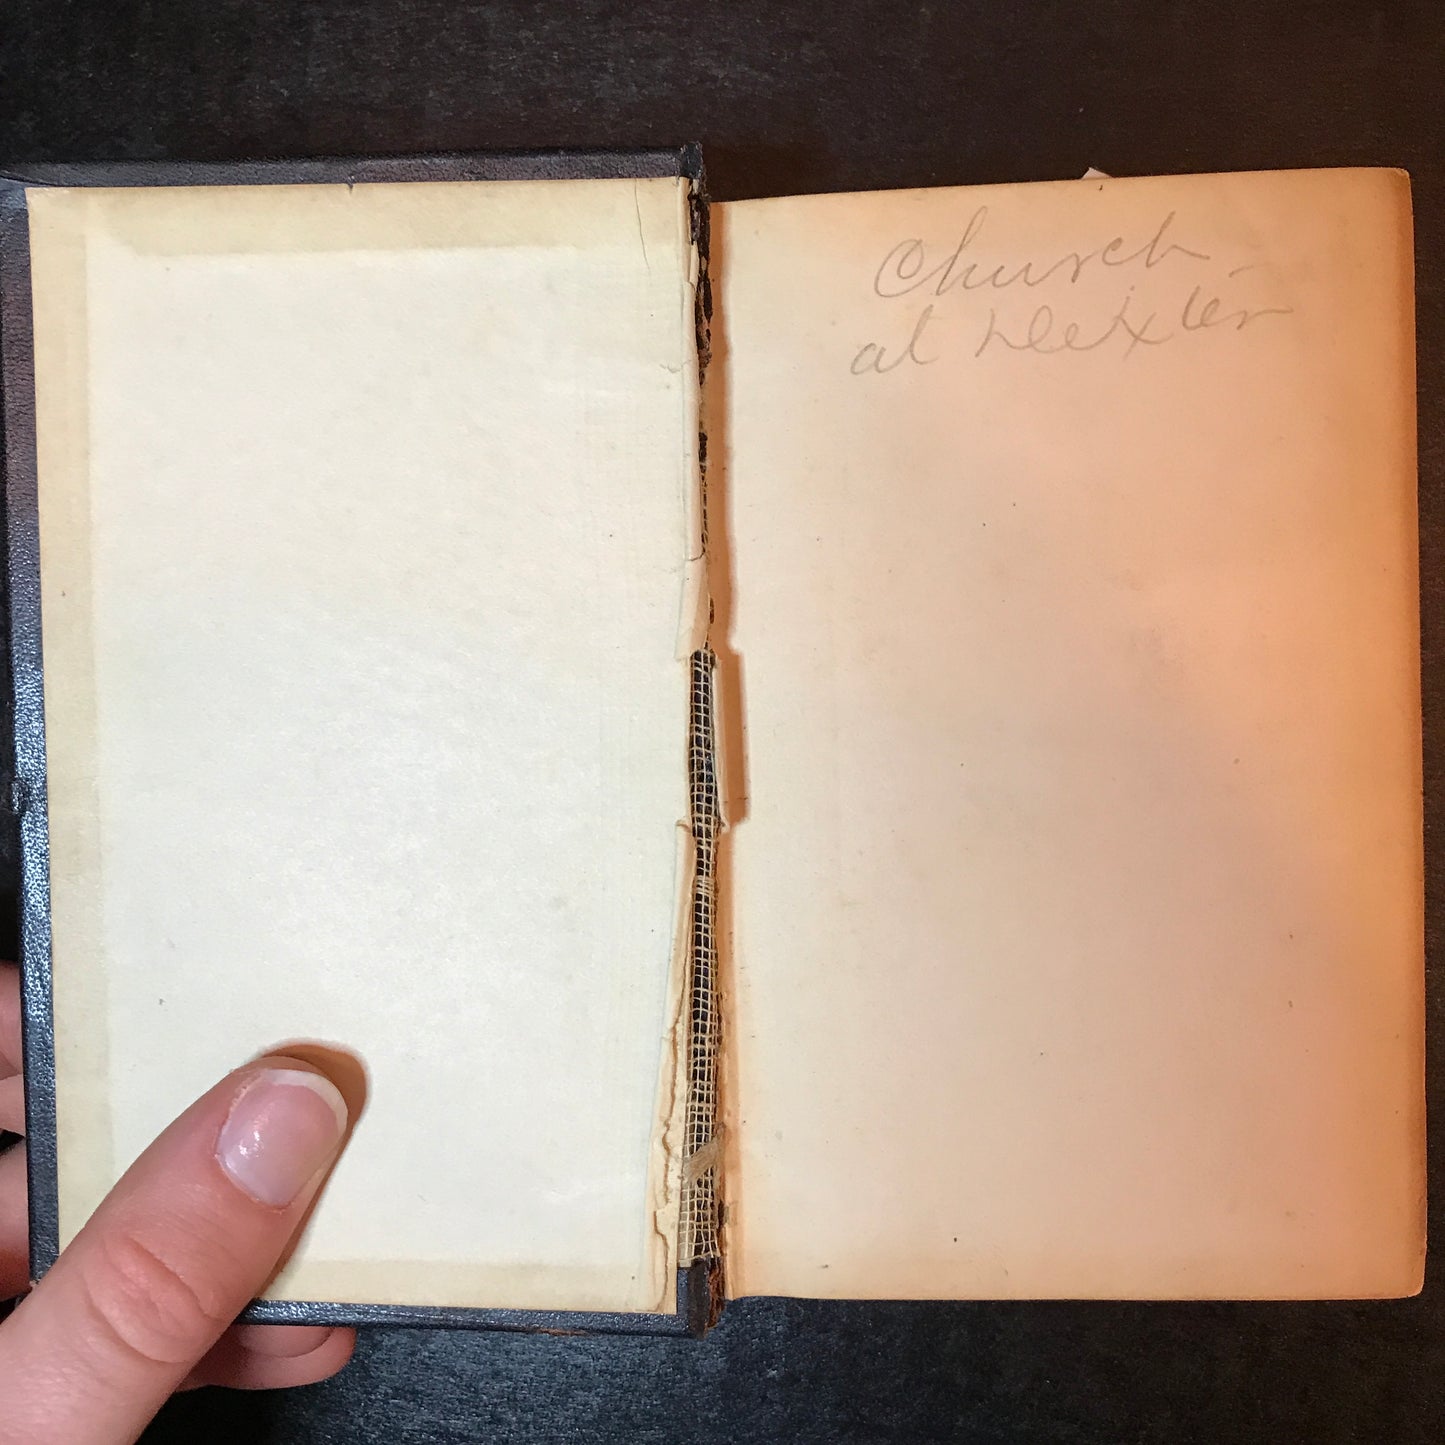 Church
at Dexter